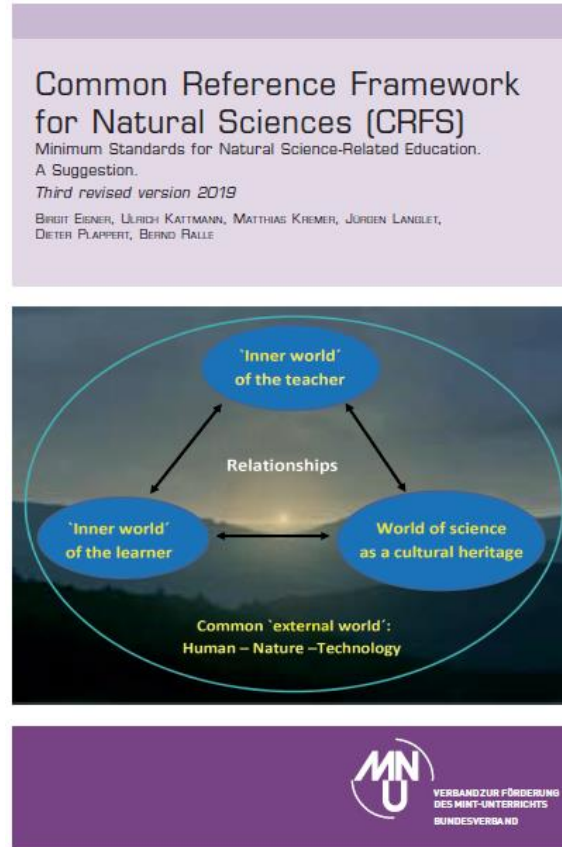 Common Reference Framework
for Natural Sciences (CRFS)
Minimum Standards for Natural Science-Related Education.
A Suggestion.
Third revised version 2019
BIRGIT EISNER, ULRICH KATTMANN, MATTHIAS KREMER, JÜRGEN LANGLET,
DIETER PLAPPERT, BERND RALLE
`Inner world´
of the teacher
Relationships
`Inner world´
of the learner
World of science
as a cultural heritage
Common `external world´:
Human – Nature –Technology
MNU
VERBAND ZUR FÖRDERUNG
DES MINT-UNTERRICHTS
BUNDESVERBAND